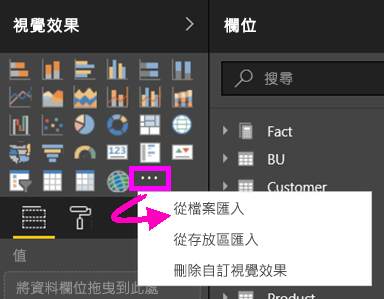 視覺效果
欄位
搜尋
Fact
BU
Customer
從檔案匯入
從存放區匯入
刪除自訂視覺效果
值
將資料欄位拖曳到此處
Product